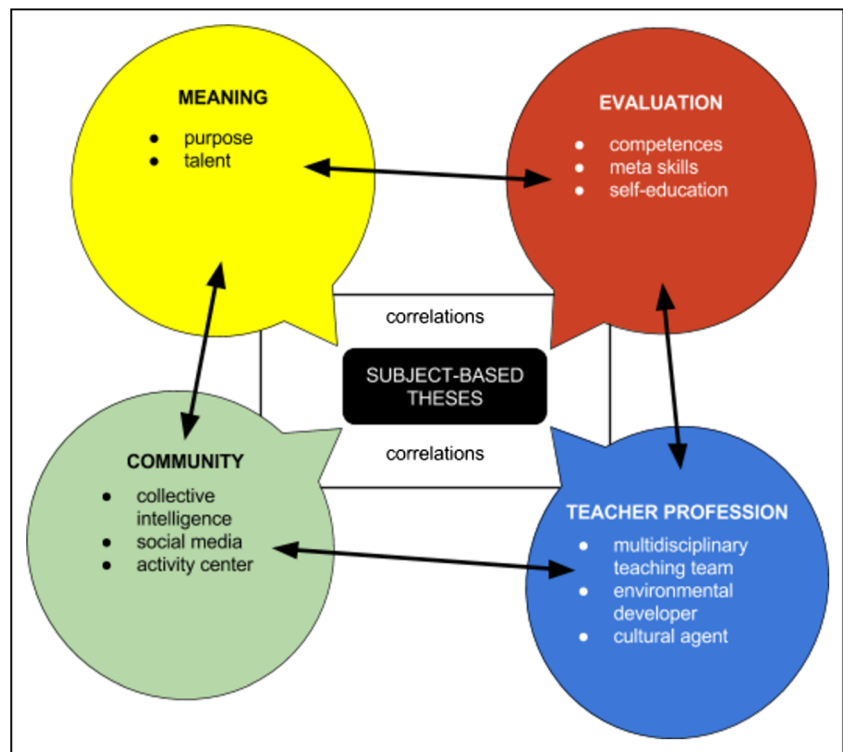 MEANING
● purpose
● talent
EVALUATION
● competences
● meta skills
● self-education
correlations
SUBJECT-BASED
THESES
correlations
COMMUNITY
● collective
intelligence
● social media
● activity center
TEACHER PROFESSION
● multidisciplinary
teaching team
● environmental
developer
● cultural agent